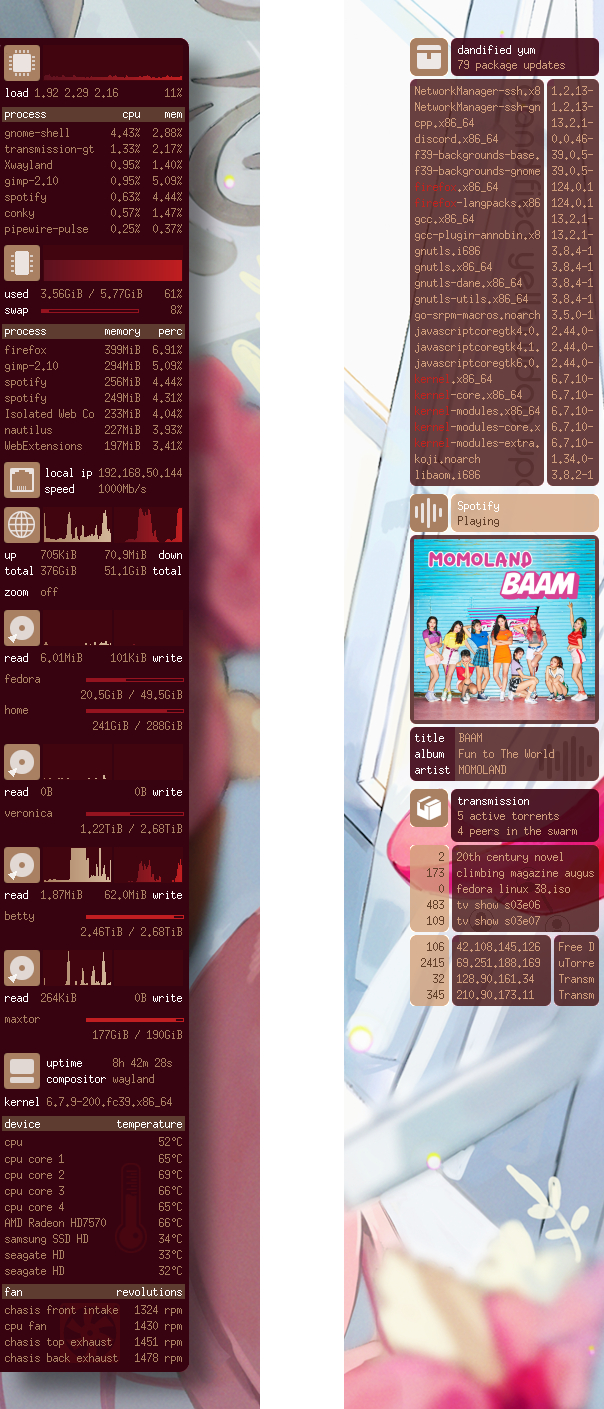 load 1.92 2.29 2.16 11%
process cpu mem
gnome-shell 4.43% 2.88%
transmission-gt 1.33% 2.17%
Xwayland 0.95% 1.40%
gimp-2.10 0.95% 5.09%
spotify 0.63% 4.44%
conky 0.57% 1.47%
pipewire-pulse 0.25% 0.37%
used 3.56GiB / 5.77GiB 61%
swap 8%
process memory perc
firefox 399MiB 6.91%
gimp-2.10 294MiB 5.09%
spotify 256MiB 4.44%
spotify 249MiB 4.31%
Isolated Web Co 233MiB 4.04%
nautilus 227MiB 3.93%
WebExtensions 197MiB 3.41%
local ip 192.168.50.144
speed 1000Mb/s
up 705KiB 70.9MiB down
total 376GiB 51.1GiB total
zoom off
read 6.01MiB 101KiB write
fedora
20.5GiB / 49.5GiB
home
241GiB / 288GiB
read 0B 0B write
veronica
1.22TiB / 2.68TiB
read 1.87MiB 62.0MiB write
betty
2.46TiB / 2.68TiB
read 264KiB 0B write
maxtor
177GiB / 190GiB
uptime 8h 42m 28s
compositor wayland
kernel 6.7.9-200.fc39.x86_64
device temperature
cpu 52°C
cpu core 1 65°C
cpu core 2 69°C
cpu core 3 66°C
cpu core 4 65°C
AMD Radeon HD7570 66°C
samsung SSD HD 34°C
seagate HD 33°C
seagate HD 32°C
fan revolutions
chasis front intake 1324 rpm
cpu fan 1430 rpm
chasis top exhaust 1451 rpm
chasis back exhaust 1478 rpm
dandified yum
79 package updates
NetworkManager-ssh.x8 1.2.13-
NetworkManager-ssh-gn 1.2.13-
cpp.x86_64 13.2.1-
discord.x86_64 0.0.46-
f39-backgrounds-base. 39.0.5-
f39-backgrounds-gnome 39.0.5-
firefox.x86_64 124.0.1
firefox-langpacks.x86 124.0.1
gcc.x86_64 13.2.1-
gcc-plugin-annobin.x8 13.2.1-
gnutls.i686 3.8.4-1
gnutls.x86_64 3.8.4-1
gnutls-dane.x86_64 3.8.4-1
gnutls-utils.x86_64 3.8.4-1
go-srpm-macros.noarch 3.5.0-1
javascriptcoregtk4.0. 2.44.0-
javascriptcoregtk4.1. 2.44.0-
javascriptcoregtk6.0. 2.44.0-
kernel.x86_64 6.7.10-
kernel-core.x86_64 6.7.10-
kernel-modules.x86_64 6.7.10-
kernel-modules-core.x 6.7.10-
kernel-modules-extra. 6.7.10-
koji.noarch 1.34.0-
libaom.i686 3.8.2-1
Spotify
Playing
MOMOLAND
BAAM
title BAAM
album Fun to The World
artist MOMOLAND
transmission
5 active torrents
4 peers in the swarm
2 20th century novel
173 climbing magazine augus
0 fedora linux 38.iso
483 tv show s03e06
109 tv show s03e07
106 42.108.145.126 Free D
2415 69.251.188.169 uTorre
32 128.90.161.34 Transm
345 210.90.173.11 Transm